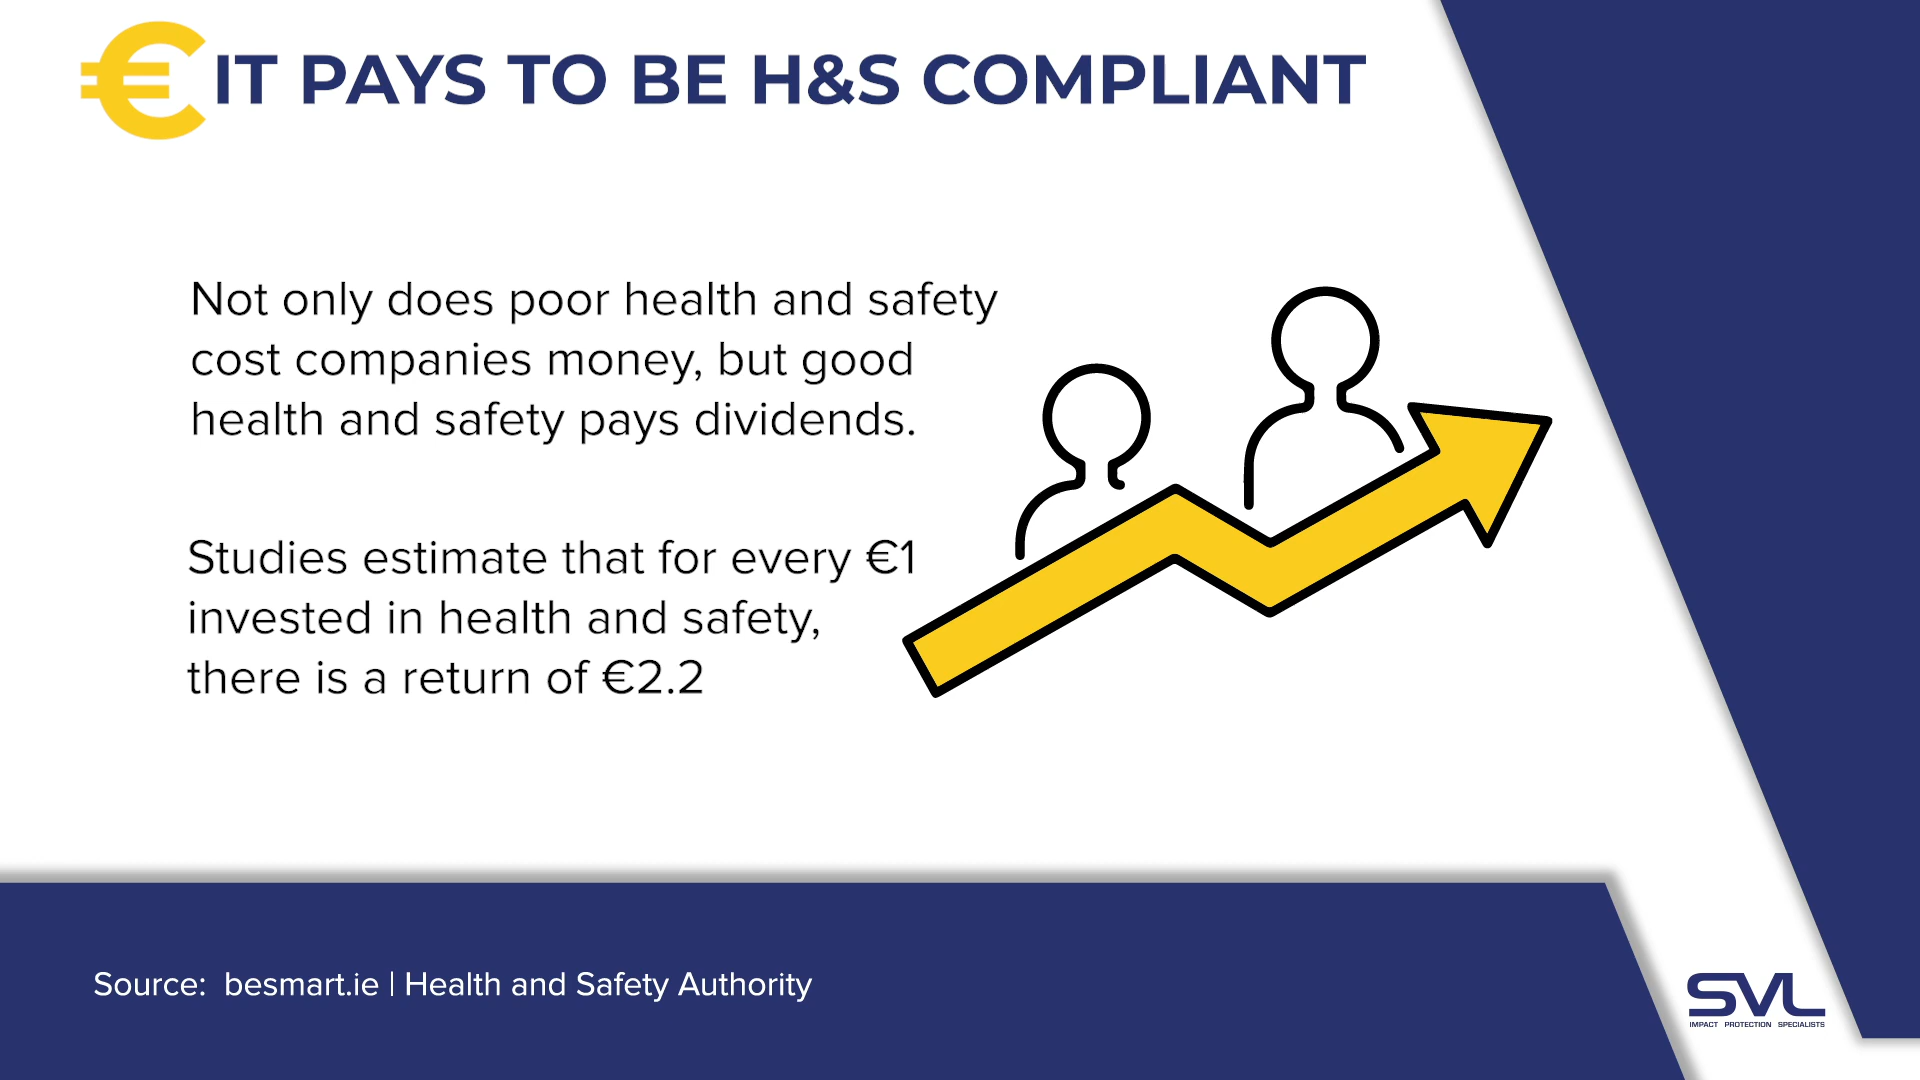 € IT PAYS TO BE H&S COMPLIANT
Not only does poor health and safety
cost companies money, but good
health and safety pays dividends.
Studies estimate that for every €1
invested in health and safety,
there is a return of €2.2
Source: besmart.ie | Health and Safety Authority
SVL
IMPACT PROTECTION SPECIALISTS